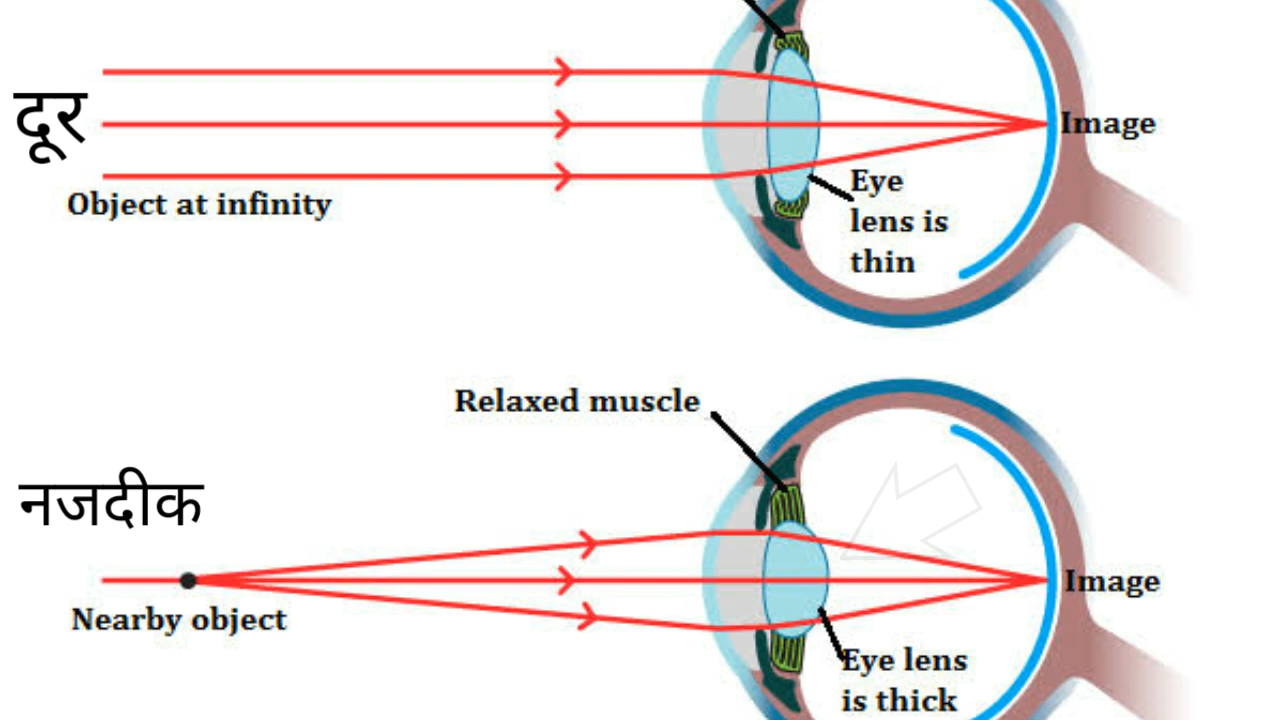 दूर
Object at infinity
Image
Eye
lens is
thin
Relaxed muscle
नजदीक
Nearby object
Image
Eye lens
is thick